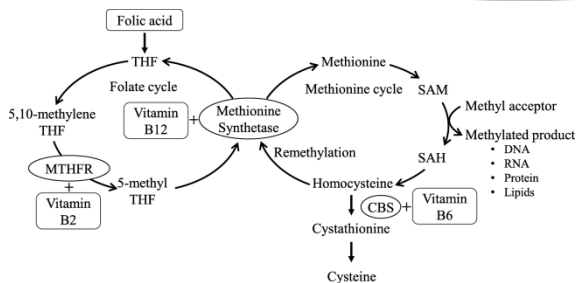 Folic acid
THF
Methionine
Folate cycle
Methionine cycle
SAM
5,10-methylene
THF
Vitamin
B12
+
Methionine
Synthetase
Methyl acceptor
Methylated product
• DNA
• RNA
• Protein
• Lipids
SAH
Remethylation
MTHFR
+
Vitamin
B2
5-methyl
THF
Homocysteine
CBS
+
Vitamin
B6
Cystathionine
Cysteine